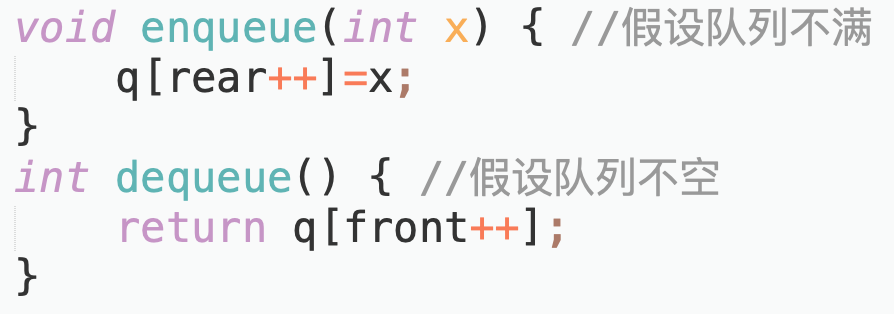 void enqueue(int x) { //假设队列不满
    q[rear++]=x;
}
int dequeue() { //假设队列不空
    return q[front++];
}